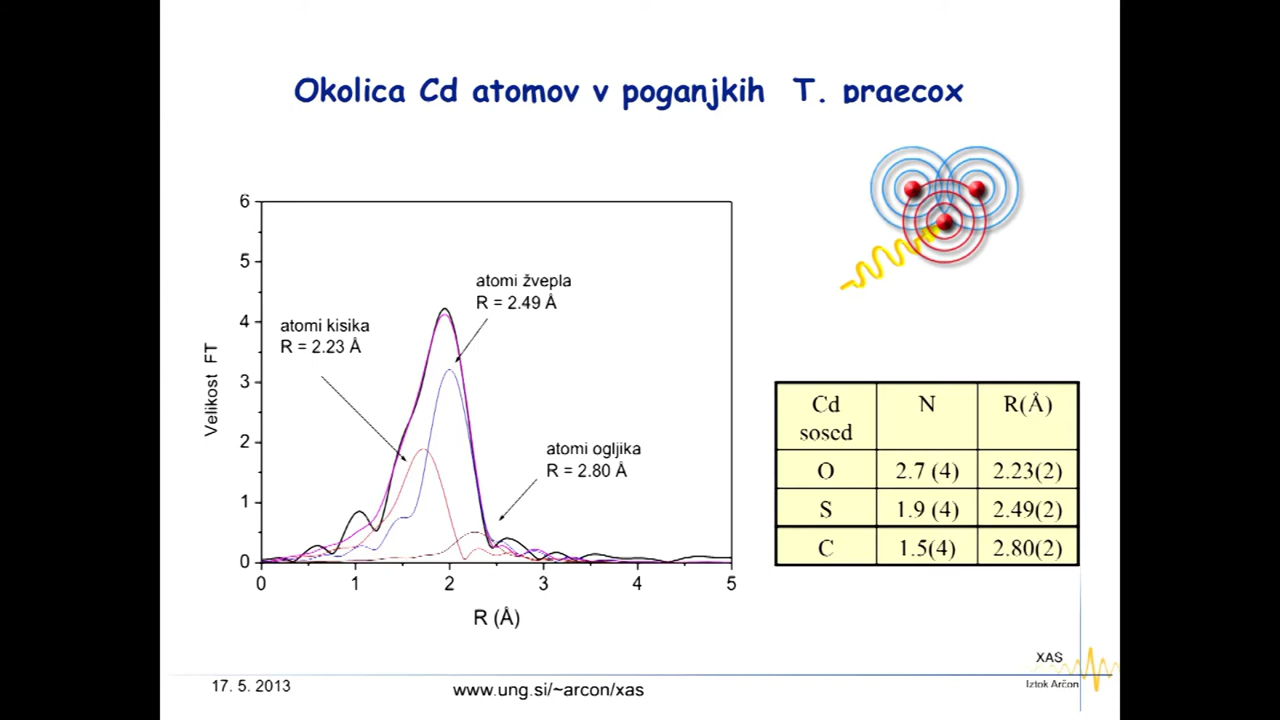 Okolica Cd atomov v poganjkih T. praecox
6
5
4
3
2
1
0
Velikost FT
atomi žvepla
R = 2.49 Å
atomi kisika
R = 2.23 Å
atomi ogljika
R = 2.80 Å
0 1 2 3 4 5
R (Å)
Cd N R(Å)
sosed
O 2.7 (4) 2.23(2)
S 1.9 (4) 2.49(2)
C 1.5(4) 2.80(2)
XAS
Iztok Arčon
17. 5. 2013
www.ung.si/~arcon/xas